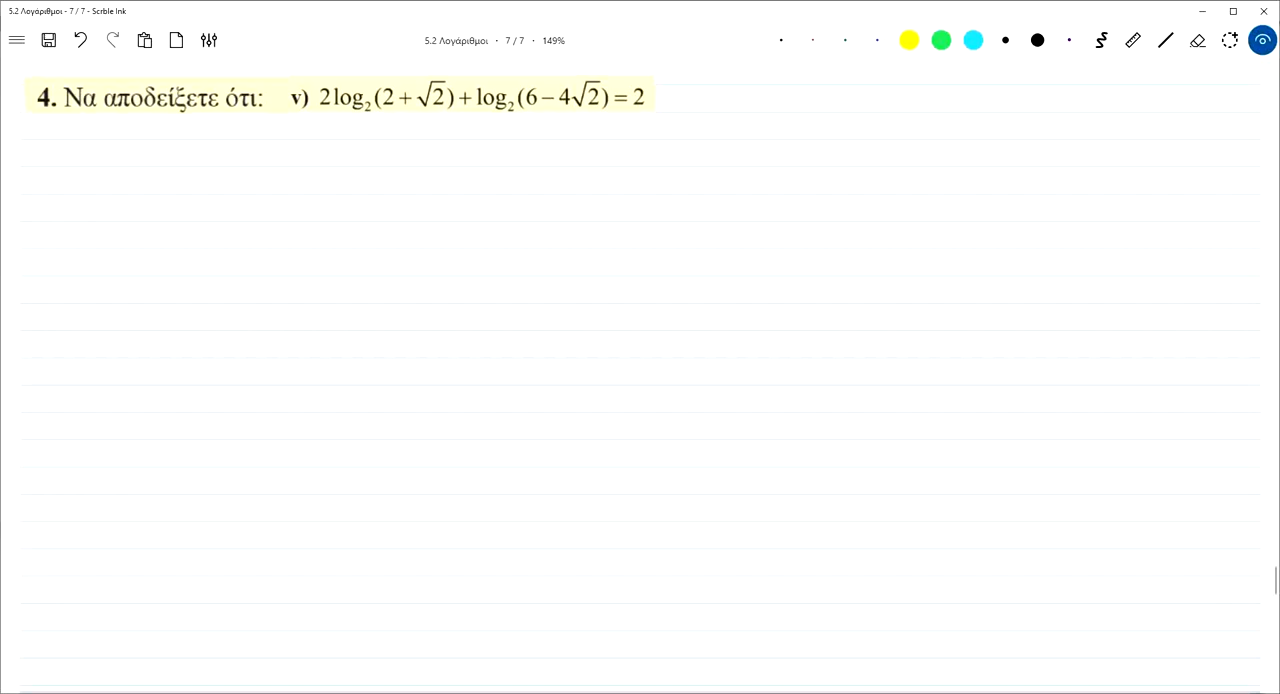 5.2 Λογάριθμοι - 7 / 7 - Scrble Ink
5.2 Λογάριθμοι · 7 / 7 · 149%
4. Να αποδείξετε ότι: v) 2log₂(2 + √2) + log₂(6 − 4√2) = 2